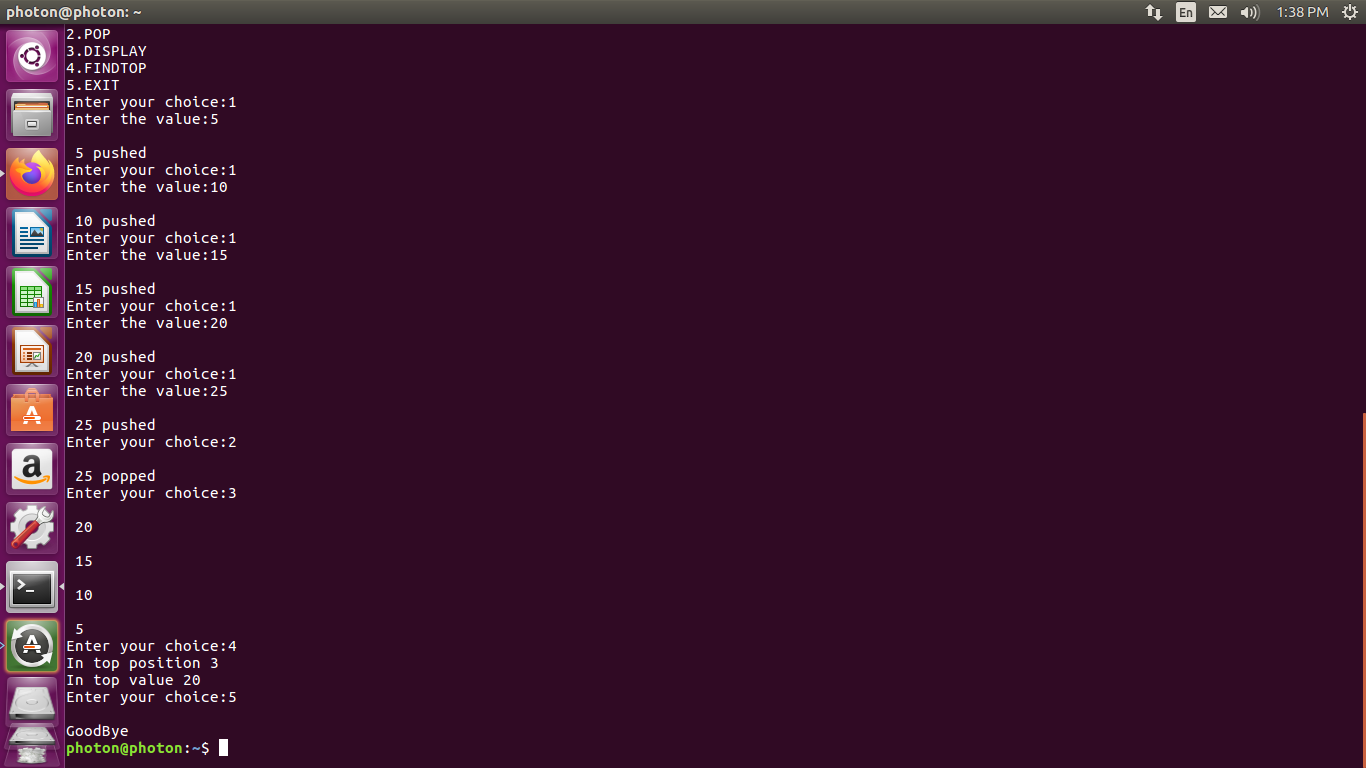 photon@photon: ~
En
1:38 PM
2.POP
3.DISPLAY
4.FINDTOP
5.EXIT
Enter your choice:1
Enter the value:5
5 pushed
Enter your choice:1
Enter the value:10
10 pushed
Enter your choice:1
Enter the value:15
15 pushed
Enter your choice:1
Enter the value:20
20 pushed
Enter your choice:1
Enter the value:25
25 pushed
Enter your choice:2
25 popped
Enter your choice:3
20
15
10
5
Enter your choice:4
In top position 3
In top value 20
Enter your choice:5
GoodBye
photon@photon:~$